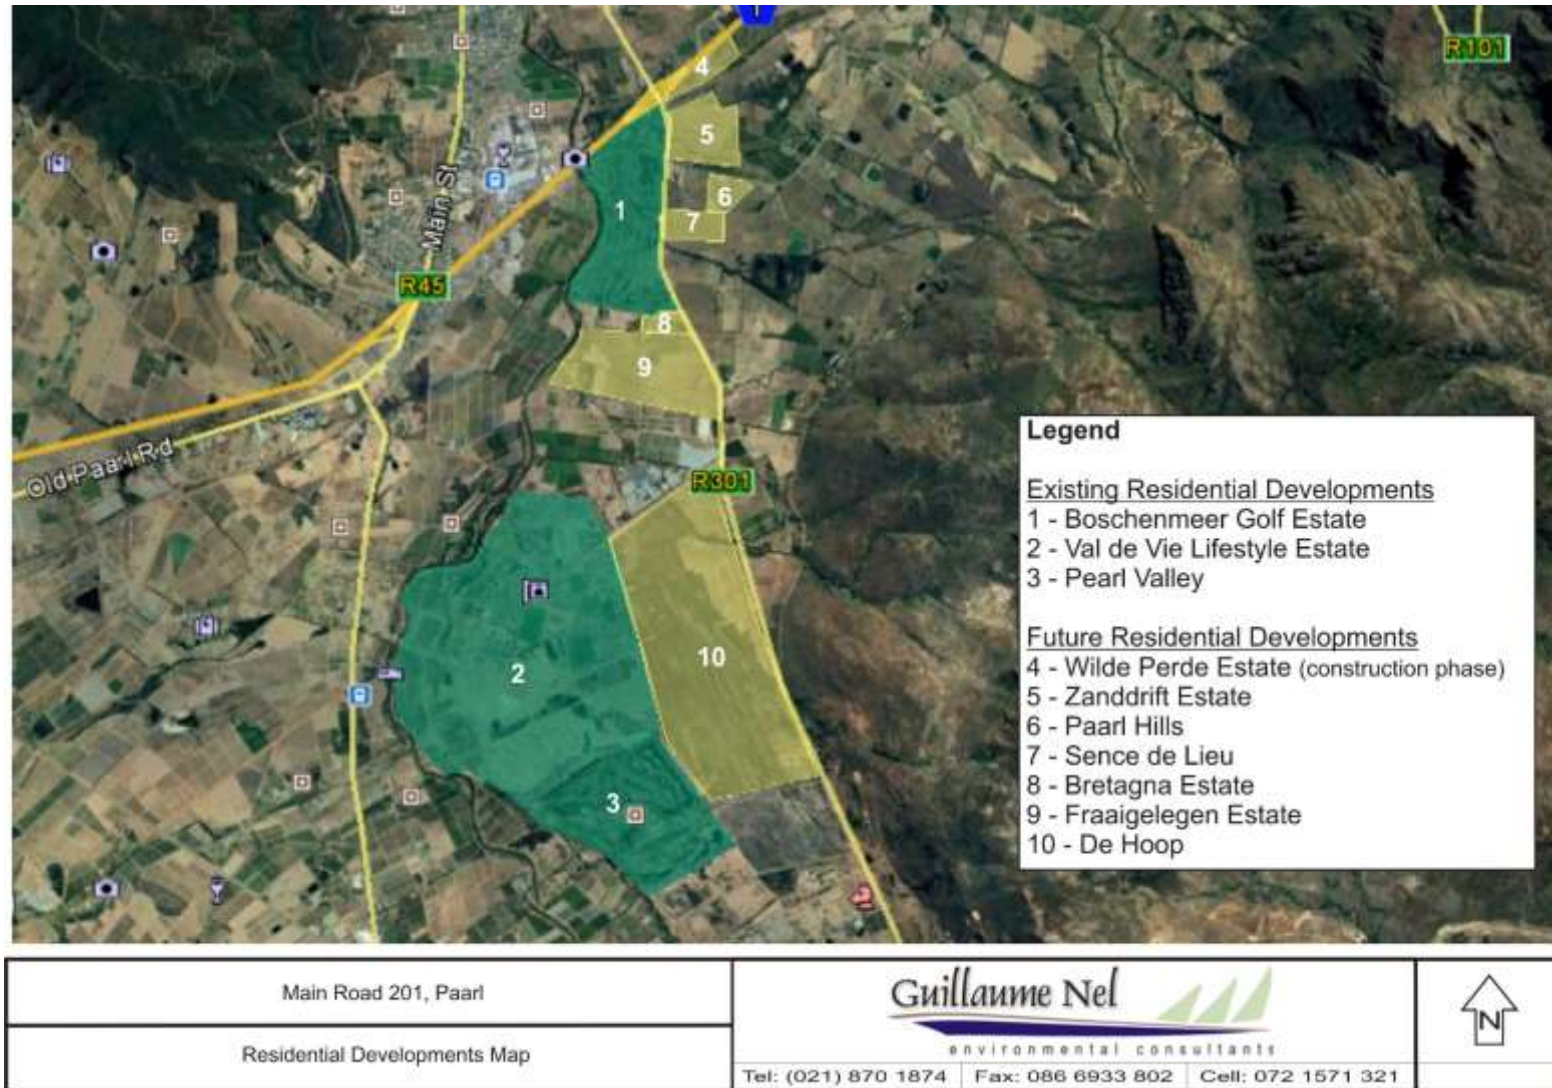 1
R101
4
5
Main St
1
6
7
R45
8
9
Old Paarl Rd
R301
2
10
3
Legend
Existing Residential Developments
1 - Boschenmeer Golf Estate
2 - Val de Vie Lifestyle Estate
3 - Pearl Valley
Future Residential Developments
4 - Wilde Perde Estate (construction phase)
5 - Zanddrift Estate
6 - Paarl Hills
7 - Sence de Lieu
8 - Bretagna Estate
9 - Fraaigelegen Estate
10 - De Hoop
Main Road 201, Paarl
Residential Developments Map
Guillaume Nel
environmental consultants
Tel: (021) 870 1874
Fax: 086 6933 802
Cell: 072 1571 321
N